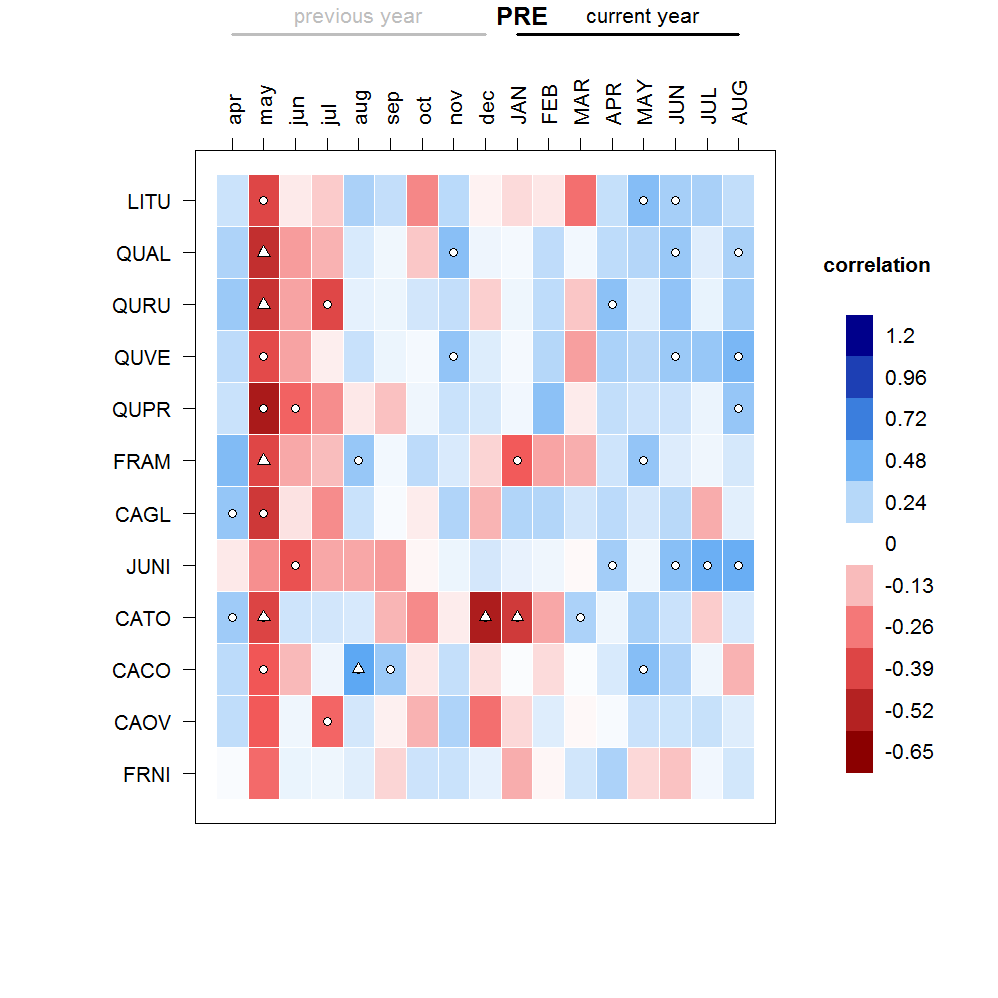 previous year PRE current year
apr may jun jul aug sep oct nov dec JAN FEB MAR APR MAY JUN JUL AUG
LITU
QUAL
QURU
QUVE
QUPR
FRAM
CAGL
JUNI
CATO
CACO
CAOV
FRNI
correlation
1.2
0.96
0.72
0.48
0.24
0
-0.13
-0.26
-0.39
-0.52
-0.65